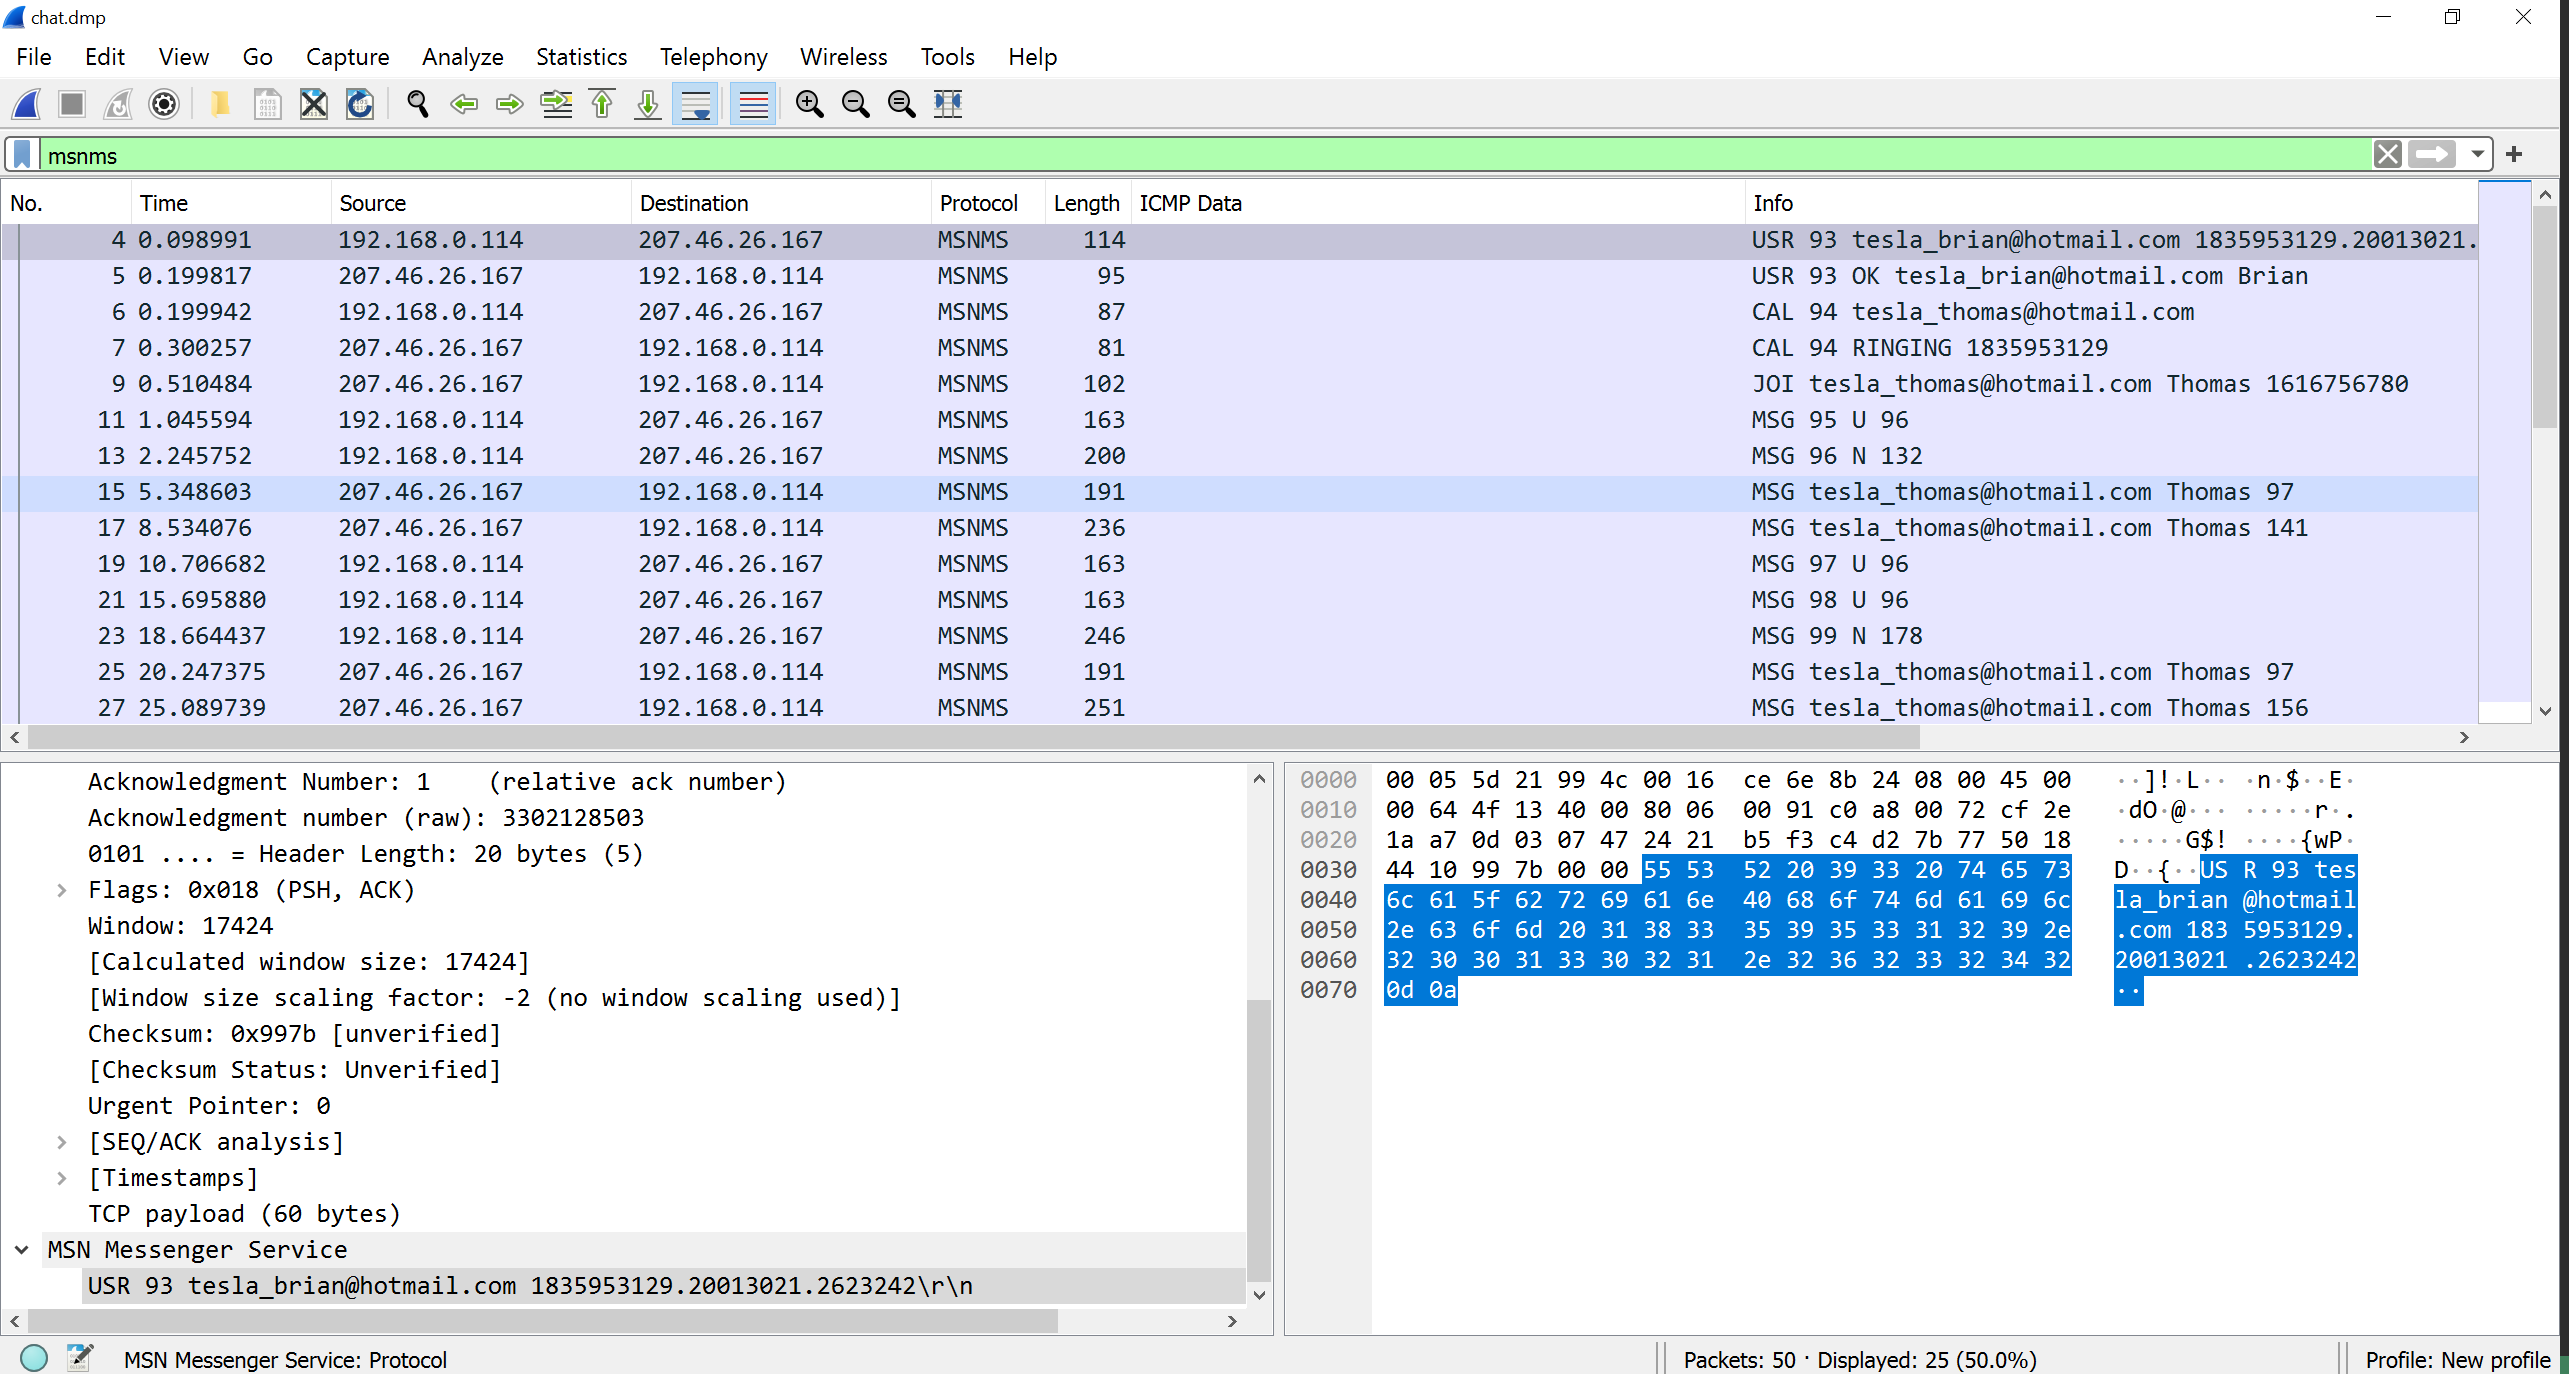 chat.dmp
File Edit View Go Capture Analyze Statistics Telephony Wireless Tools Help
msnms
No. Time Source Destination Protocol Length ICMP Data Info
4 0.098991 192.168.0.114 207.46.26.167 MSNMS 114 USR 93 tesla_brian@hotmail.com 1835953129.20013021.
5 0.199817 207.46.26.167 192.168.0.114 MSNMS 95 USR 93 OK tesla_brian@hotmail.com Brian
6 0.199942 192.168.0.114 207.46.26.167 MSNMS 87 CAL 94 tesla_thomas@hotmail.com
7 0.300257 207.46.26.167 192.168.0.114 MSNMS 81 CAL 94 RINGING 1835953129
9 0.510484 207.46.26.167 192.168.0.114 MSNMS 102 JOI tesla_thomas@hotmail.com Thomas 1616756780
11 1.045594 192.168.0.114 207.46.26.167 MSNMS 163 MSG 95 U 96
13 2.245752 192.168.0.114 207.46.26.167 MSNMS 200 MSG 96 N 132
15 5.348603 207.46.26.167 192.168.0.114 MSNMS 191 MSG tesla_thomas@hotmail.com Thomas 97
17 8.534076 207.46.26.167 192.168.0.114 MSNMS 236 MSG tesla_thomas@hotmail.com Thomas 141
19 10.706682 192.168.0.114 207.46.26.167 MSNMS 163 MSG 97 U 96
21 15.695880 192.168.0.114 207.46.26.167 MSNMS 163 MSG 98 U 96
23 18.664437 192.168.0.114 207.46.26.167 MSNMS 246 MSG 99 N 178
25 20.247375 207.46.26.167 192.168.0.114 MSNMS 191 MSG tesla_thomas@hotmail.com Thomas 97
27 25.089739 207.46.26.167 192.168.0.114 MSNMS 251 MSG tesla_thomas@hotmail.com Thomas 156
Acknowledgment Number: 1 (relative ack number)
Acknowledgment number (raw): 3302128503
0101 .... = Header Length: 20 bytes (5)
Flags: 0x018 (PSH, ACK)
Window: 17424
[Calculated window size: 17424]
[Window size scaling factor: -2 (no window scaling used)]
Checksum: 0x997b [unverified]
[Checksum Status: Unverified]
Urgent Pointer: 0
[SEQ/ACK analysis]
[Timestamps]
TCP payload (60 bytes)
MSN Messenger Service
USR 93 tesla_brian@hotmail.com 1835953129.20013021.2623242\r\n
0000 00 05 5d 21 99 4c 00 16 ce 6e 8b 24 08 00 45 00 ··]!·L·· ·n·$··E·
0010 00 64 4f 13 40 00 80 06 00 91 c0 a8 00 72 cf 2e ·dO·@··· ·····r·.
0020 1a a7 0d 03 07 47 24 21 b5 f3 c4 d2 7b 77 50 18 ·····G$! ····{wP·
0030 44 10 99 7b 00 00 55 53 52 20 39 33 20 74 65 73 D··{··US R 93 tes
0040 6c 61 5f 62 72 69 61 6e 40 68 6f 74 6d 61 69 6c la_brian @hotmail
0050 2e 63 6f 6d 20 31 38 33 35 39 35 33 31 32 39 2e .com 183 5953129.
0060 32 30 30 31 33 30 32 31 2e 32 36 32 33 32 34 32 20013021 .2623242
0070 0d 0a ··
MSN Messenger Service: Protocol
Packets: 50 · Displayed: 25 (50.0%)
Profile: New profile